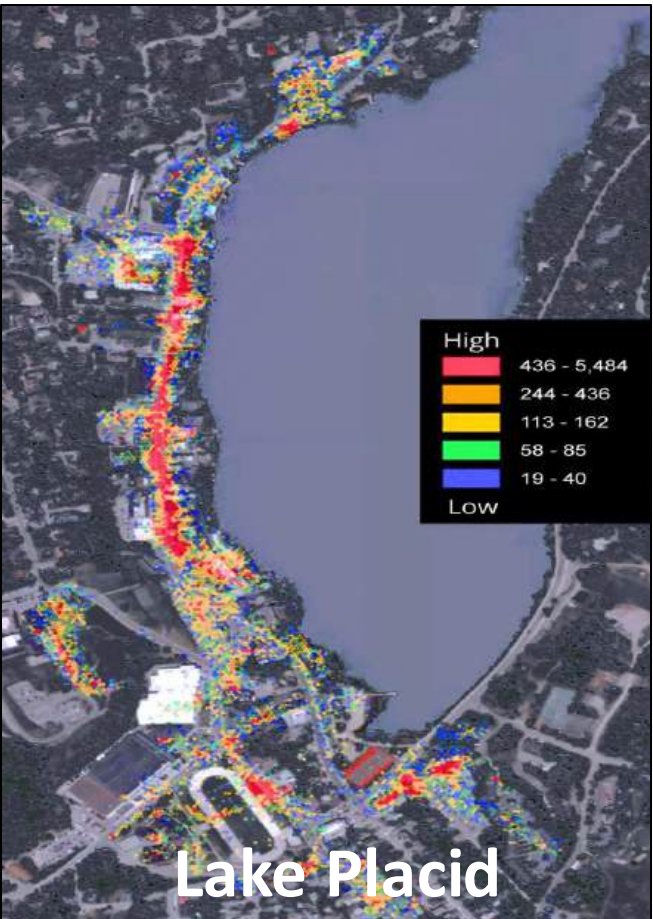 High
436 - 5,484
244 - 436
113 - 162
58 - 85
19 - 40
Low
Lake Placid